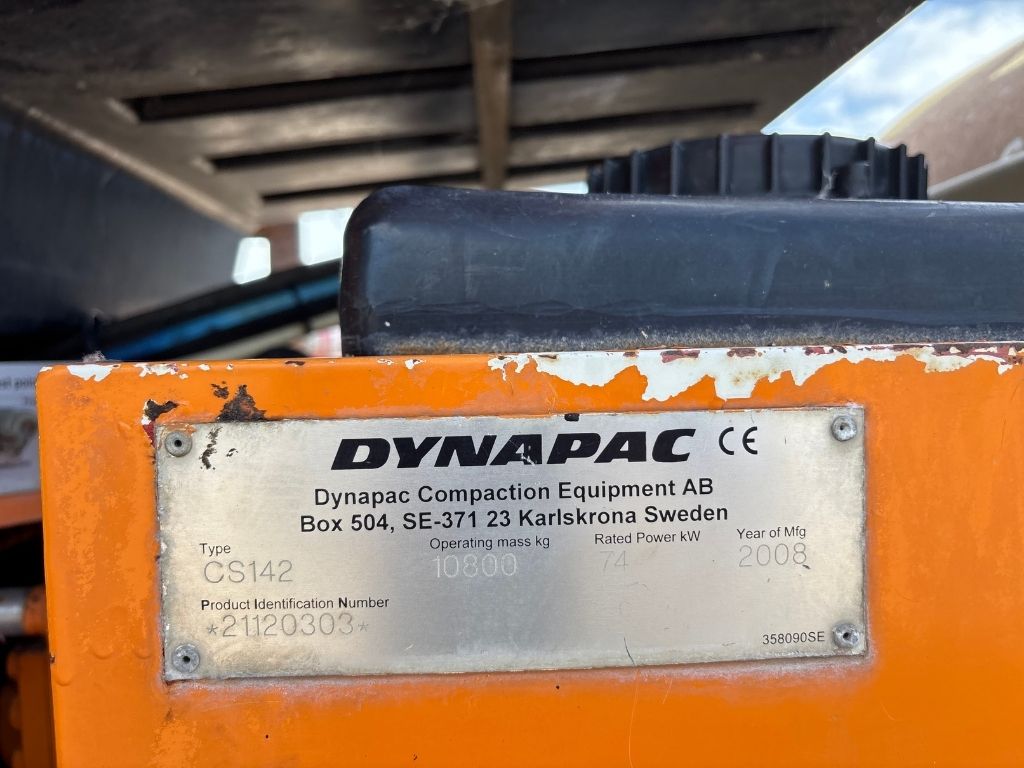 DYNAPAC CE
Dynapac Compaction Equipment AB
Box 504, SE-371 23 Karlskrona Sweden
Type Operating mass kg Rated Power kW Year of Mfg
CS142 10800 74 2008
Product Identification Number
*21120303*
358090SE